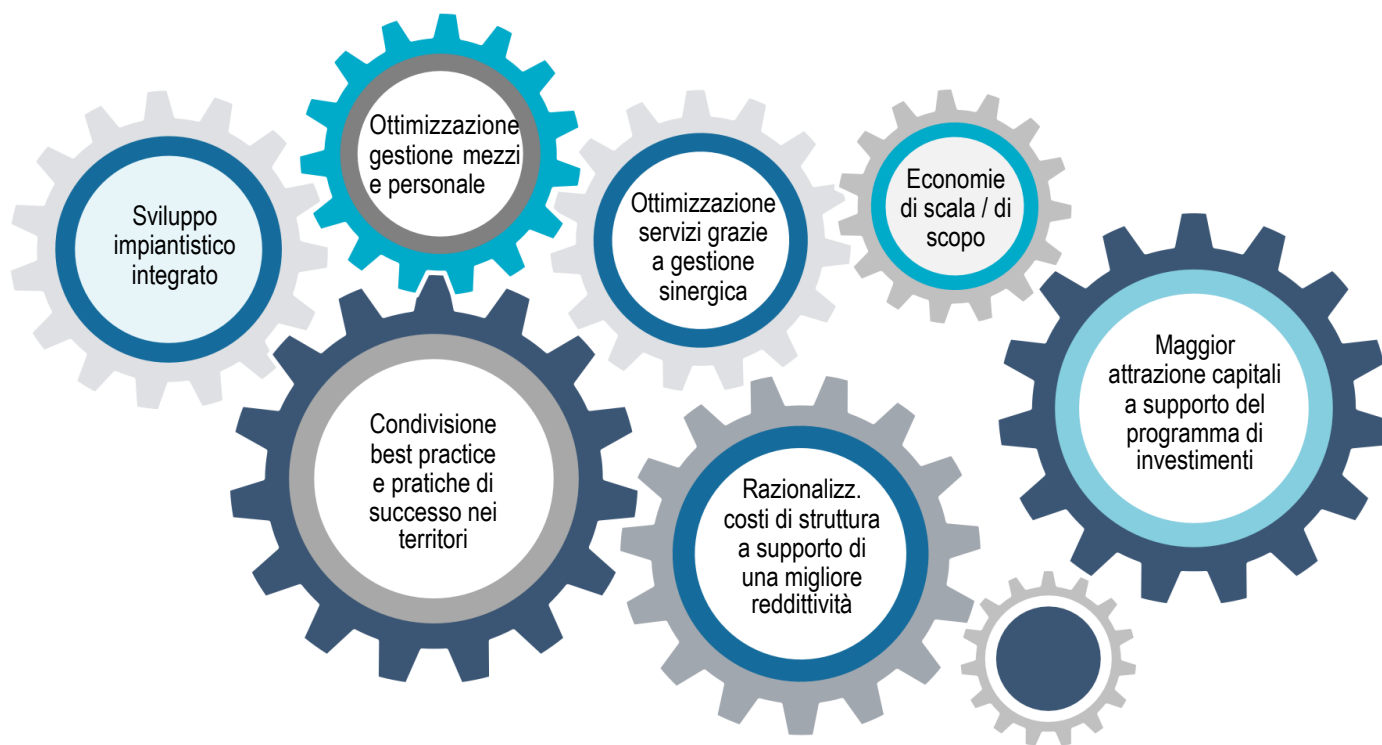 Sviluppo
impiantistico
integrato
Ottimizzazione
gestione mezzi
e personale
Ottimizzazione
servizi grazie
a gestione
sinergica
Economie
di scala / di
scopo
Maggior
attrazione capitali
a supporto del
programma di
investimenti
Condivisione
best practice
e pratiche di
successo nei
territori
Razionalizz.
costi di struttura
a supporto di
una migliore
reddittività